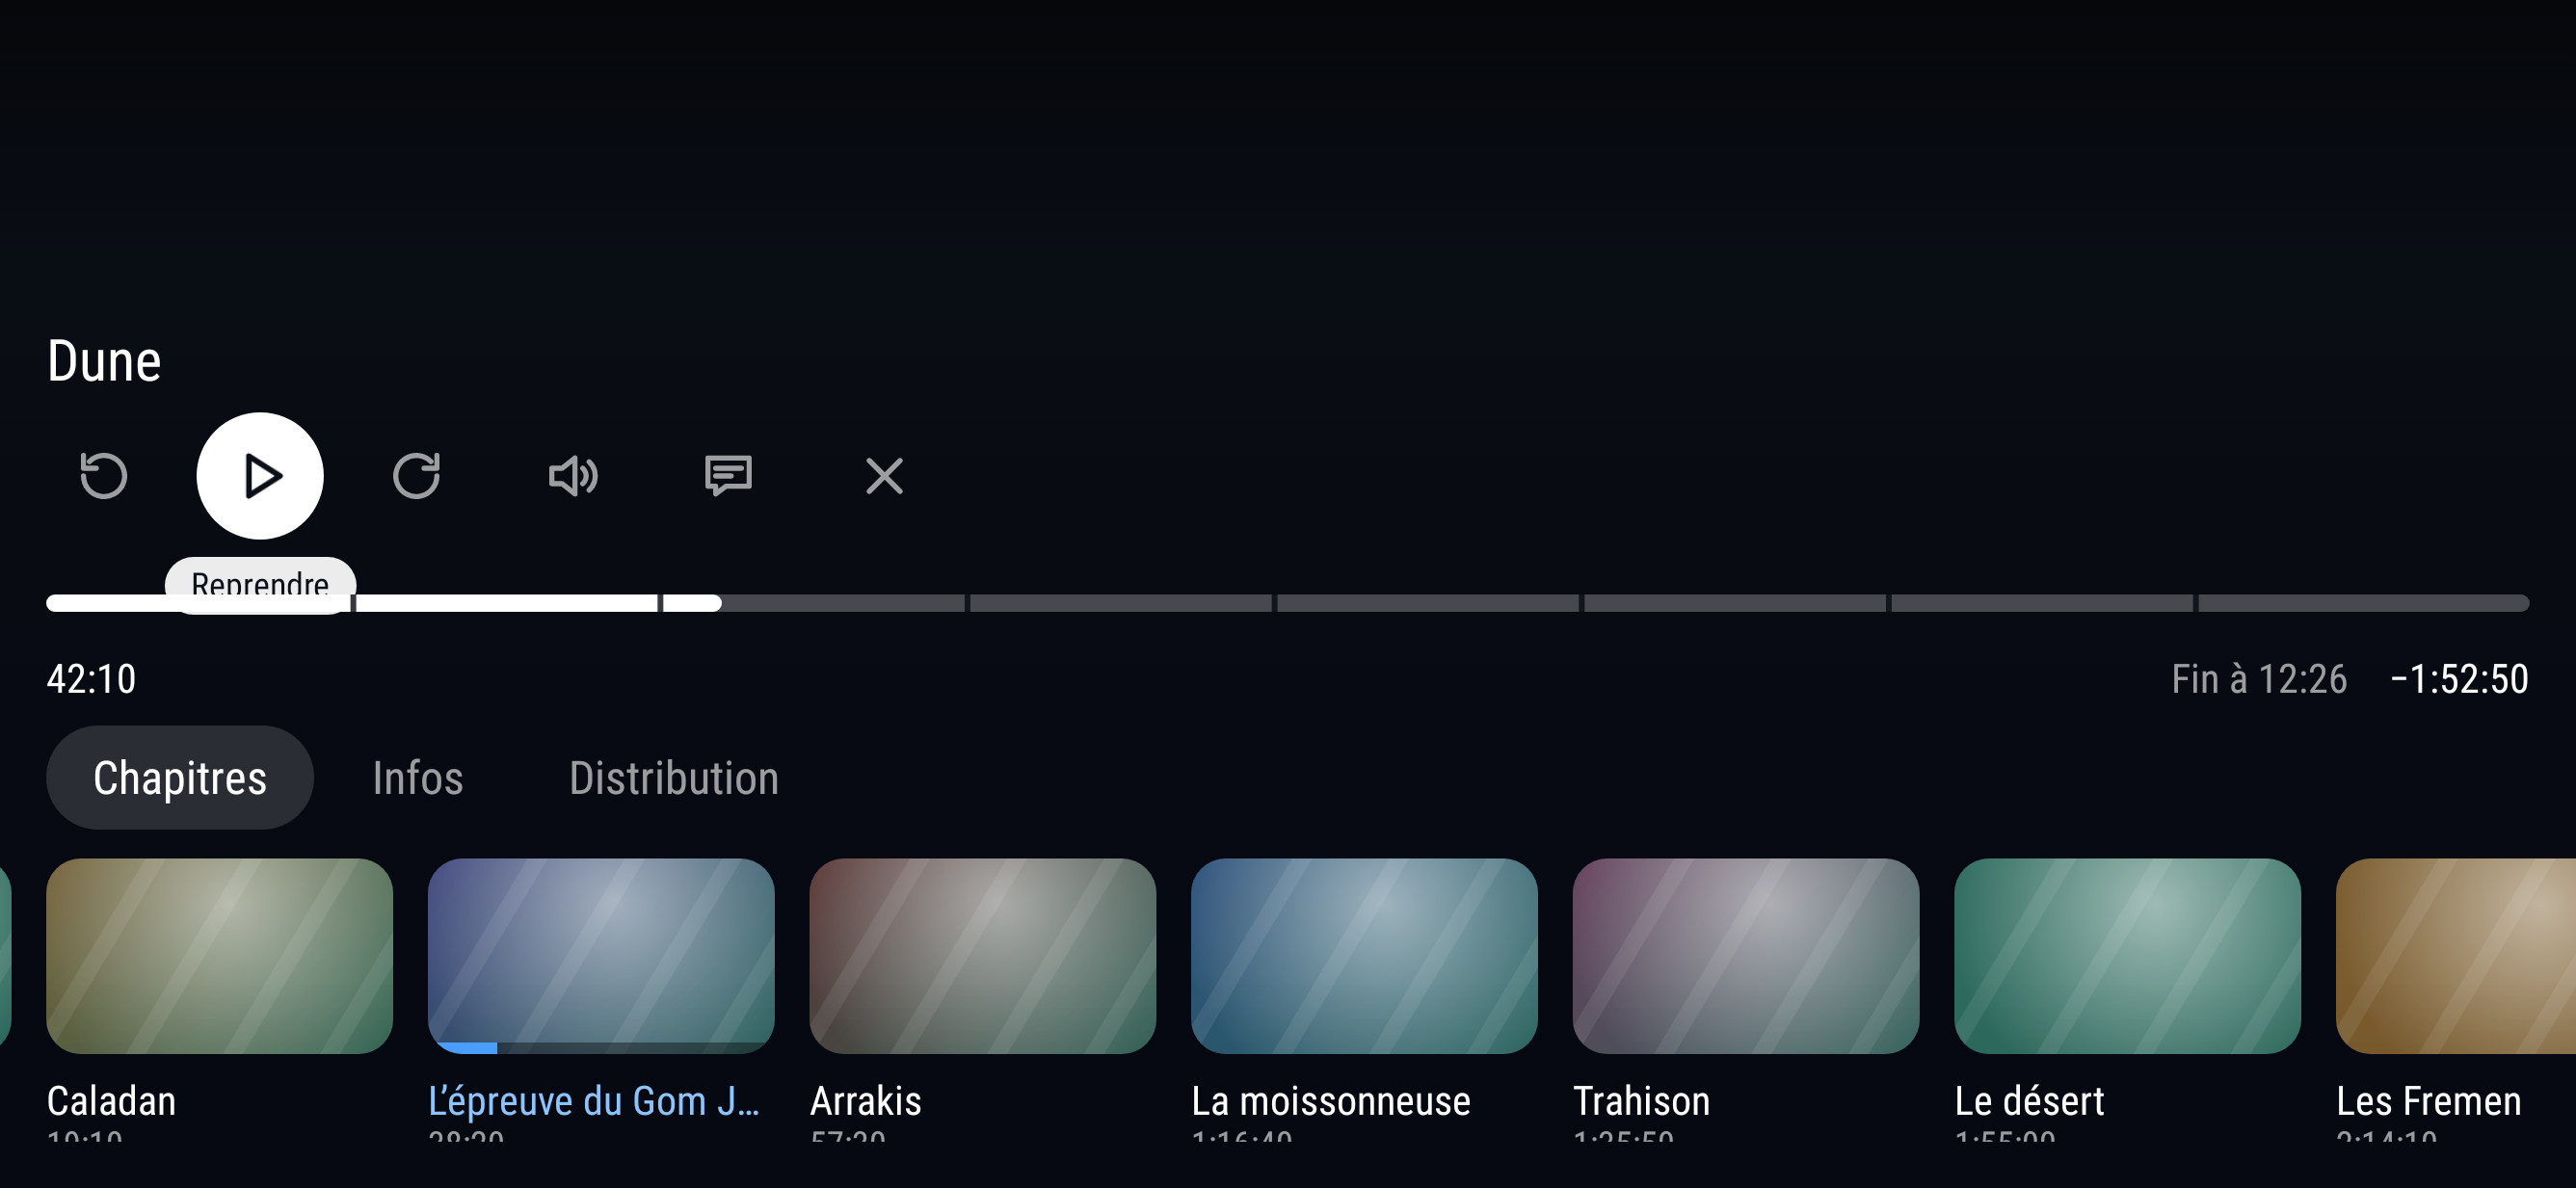 Dune
Reprendre
42:10
Fin à 12:26 −1:52:50
Chapitres Infos Distribution
Caladan L’épreuve du Gom J… Arrakis La moissonneuse Trahison Le désert Les Fremen